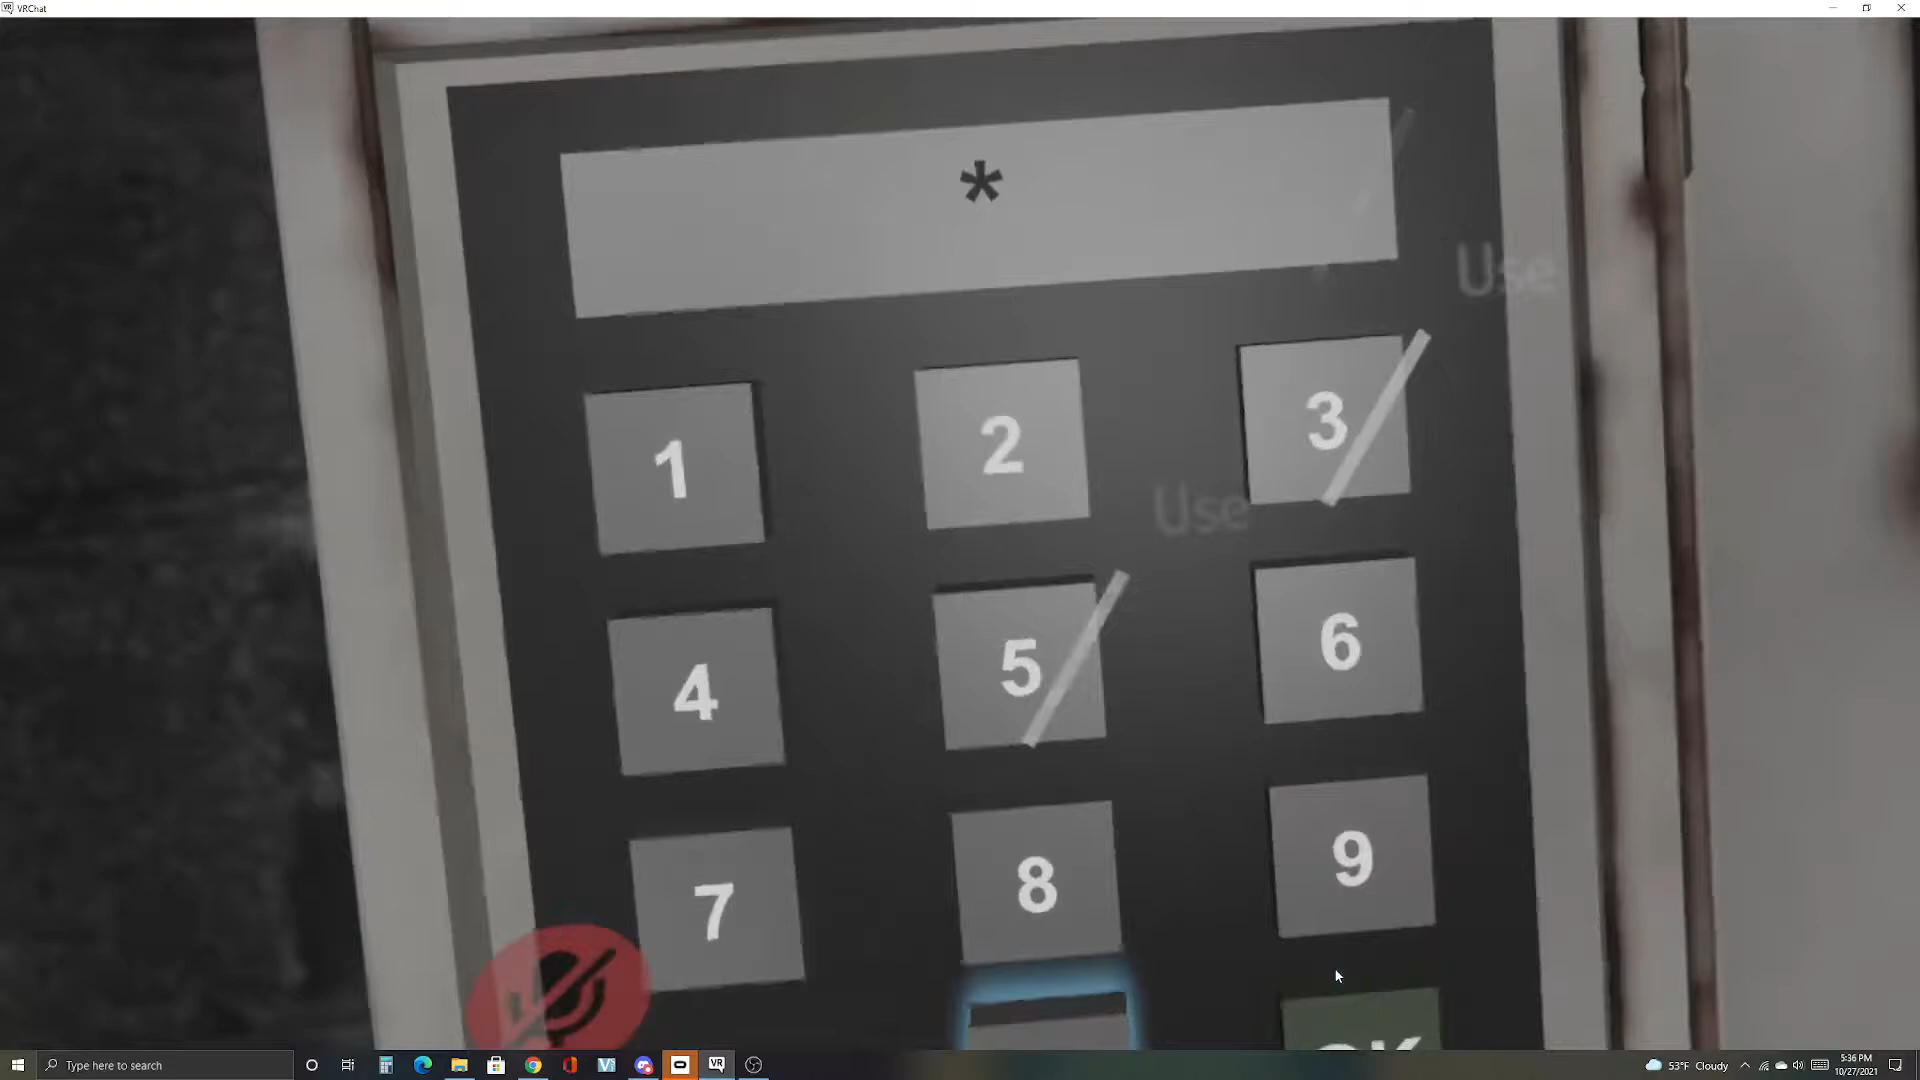 VRChat
*
Use
1 2 3
Use
4 5 6
7 8 9
OK
Type here to search
53°F Cloudy
5:36 PM
10/27/2021